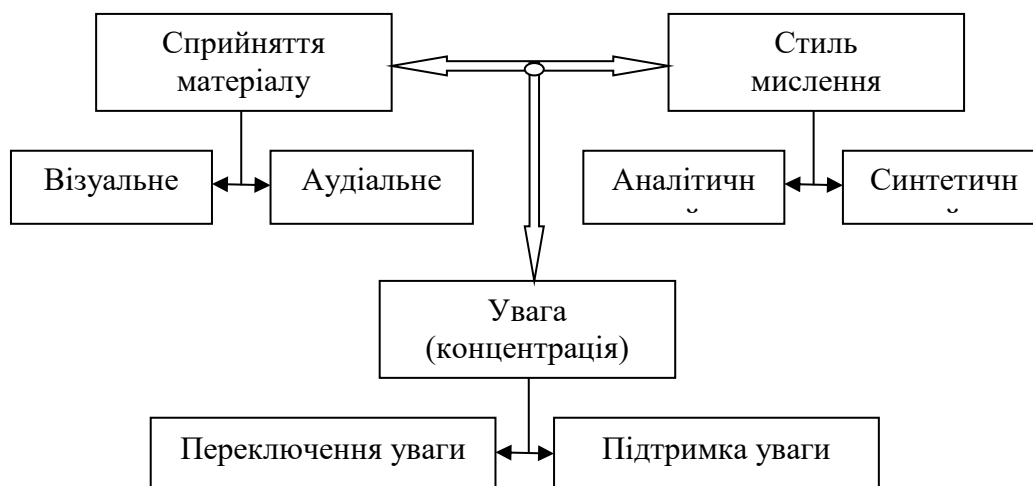 Сприйняття
матеріалу
Стиль
мислення
Візуальне
Аудіальне
Аналітичн
й
Синтетичн
й
Увага
(концентрація)
Переключення уваги
Підтримка уваги